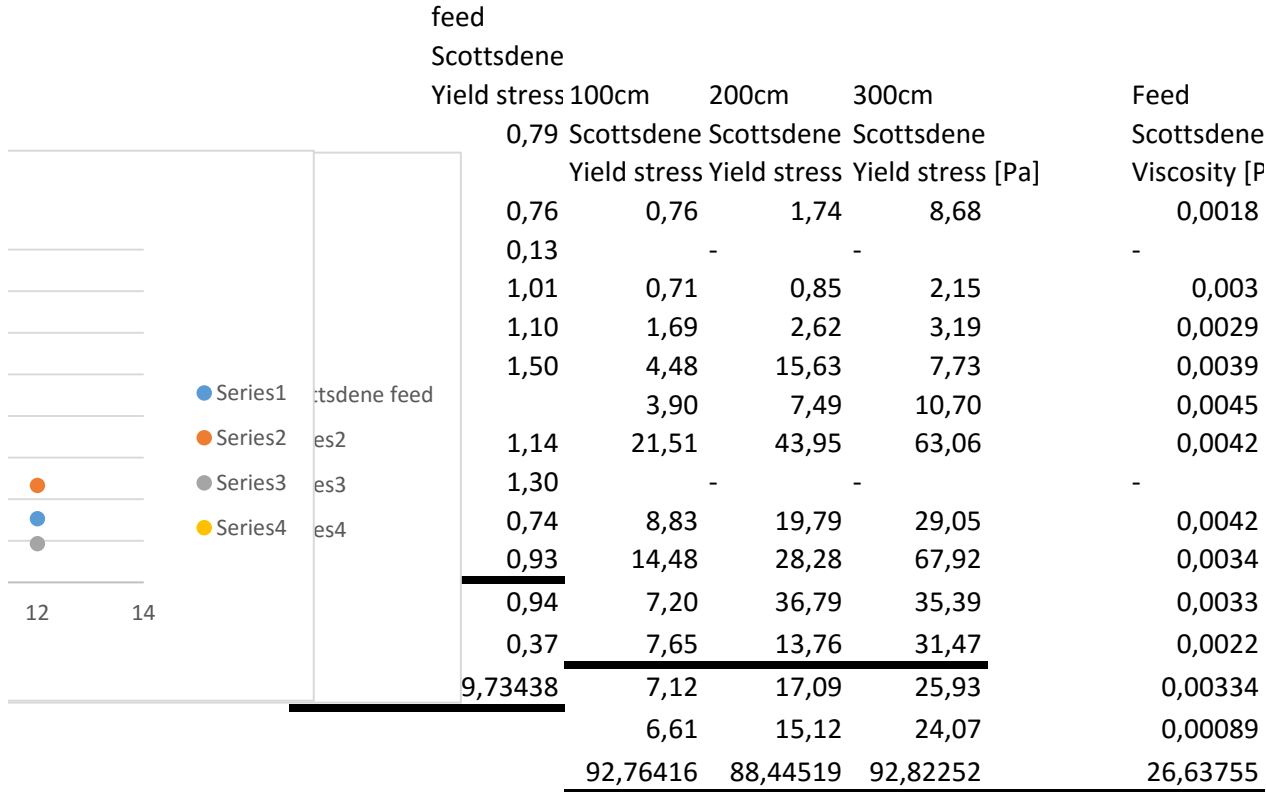 feed
Scottsdene
Yield stress 100cm 200cm 300cm Feed
0,79 Scottsdene Scottsdene Scottsdene Scottsdene
Yield stress Yield stress Yield stress [Pa] Viscosity [P
0,76 0,76 1,74 8,68 0,0018
0,13 - - -
1,01 0,71 0,85 2,15 0,003
1,10 1,69 2,62 3,19 0,0029
1,50 4,48 15,63 7,73 0,0039
Series1 ttsdene feed 3,90 7,49 10,70 0,0045
Series2 es2 1,14 21,51 43,95 63,06 0,0042
Series3 es3 1,30 - - -
Series4 es4 0,74 8,83 19,79 29,05 0,0042
0,93 14,48 28,28 67,92 0,0034
12 14 0,94 7,20 36,79 35,39 0,0033
0,37 7,65 13,76 31,47 0,0022
9,73438 7,12 17,09 25,93 0,00334
6,61 15,12 24,07 0,00089
92,76416 88,44519 92,82252 26,63755